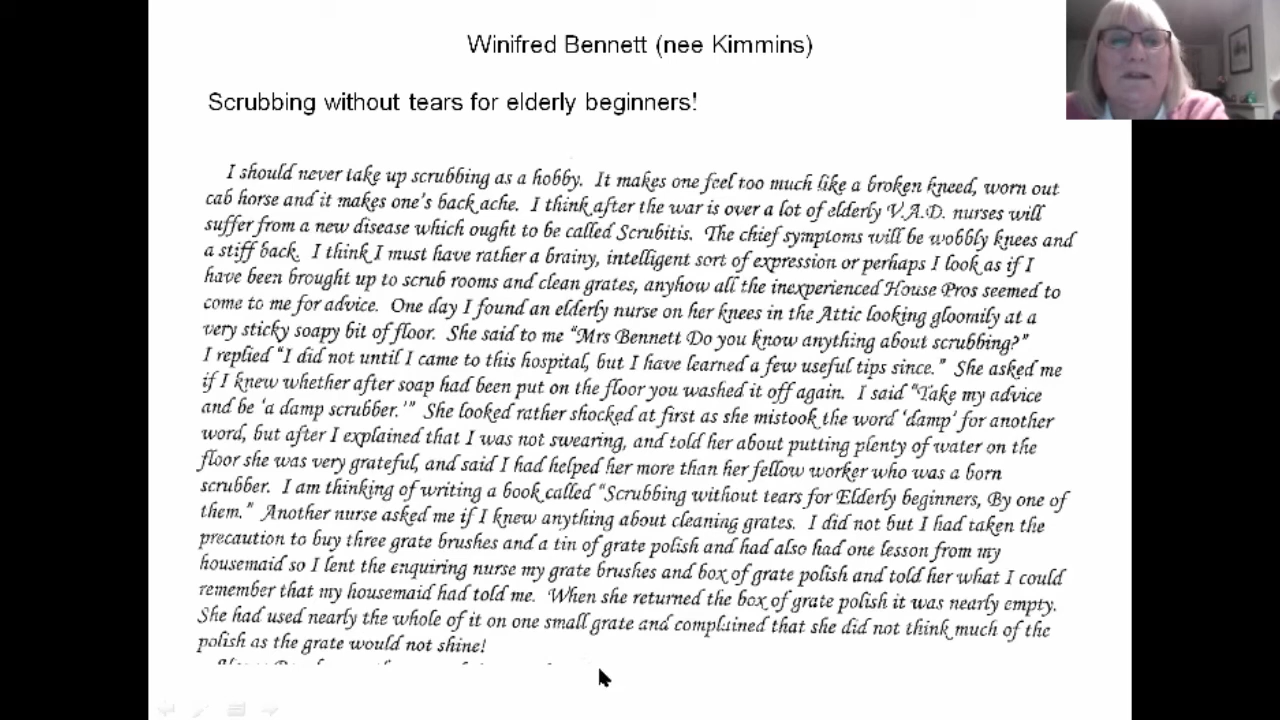 Winifred Bennett (nee Kimmins)
Scrubbing without tears for elderly beginners!
I should never take up scrubbing as a hobby. It makes one feel too much like a broken kneed, worn out
cab horse and it makes one's back ache. I think after the war is over a lot of elderly V.A.D. nurses will
suffer from a new disease which ought to be called Scrubitis. The chief symptoms will be wobbly knees and
a stiff back. I think I must have rather a brainy, intelligent sort of expression or perhaps I look as if I
have been brought up to scrub rooms and clean grates, anyhow all the inexperienced House Pros seemed to
come to me for advice. One day I found an elderly nurse on her knees in the Attic looking gloomily at a
very sticky soapy bit of floor. She said to me "Mrs Bennett Do you know anything about scrubbing?"
I replied "I did not until I came to this hospital, but I have learned a few useful tips since." She asked me
if I knew whether after soap had been put on the floor you washed it off again. I said "Take my advice
and be 'a damp scrubber.'" She looked rather shocked at first as she mistook the word 'damp' for another
word, but after I explained that I was not swearing, and told her about putting plenty of water on the
floor she was very grateful, and said I had helped her more than her fellow worker who was a born
scrubber. I am thinking of writing a book called "Scrubbing without tears for Elderly beginners, By one of
them." Another nurse asked me if I knew anything about cleaning grates. I did not but I had taken the
precaution to buy three grate brushes and a tin of grate polish and had also had one lesson from my
housemaid so I lent the enquiring nurse my grate brushes and box of grate polish and told her what I could
remember that my housemaid had told me. When she returned the box of grate polish it was nearly empty.
She had used nearly the whole of it on one small grate and complained that she did not think much of the
polish as the grate would not shine!